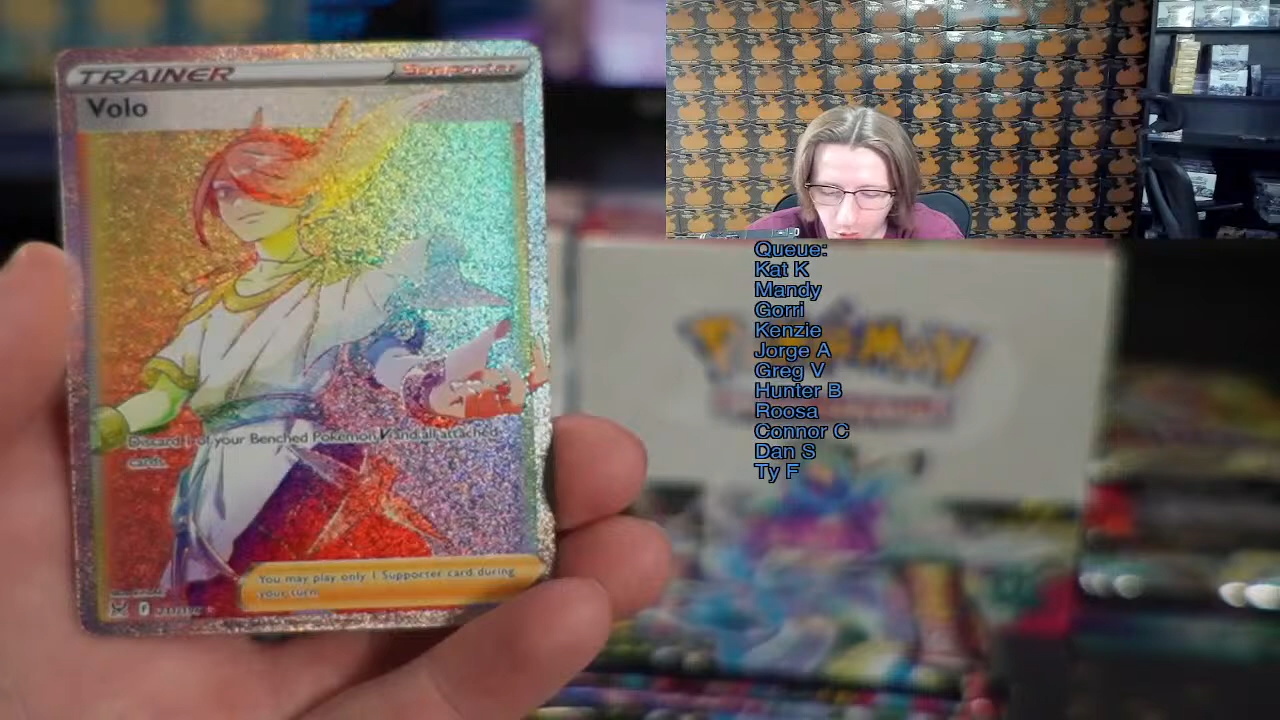 TRAINER
Supporter
Volo
Discard 1 of your Benched Pokémon V and all attached
cards.
You may play only 1 Supporter card during
your turn.
Queue:
Kat K
Mandy
Gorri
Kenzie
Jorge A
Greg V
Hunter B
Roosa
Connor C
Dan S
Ty F
Pokémon